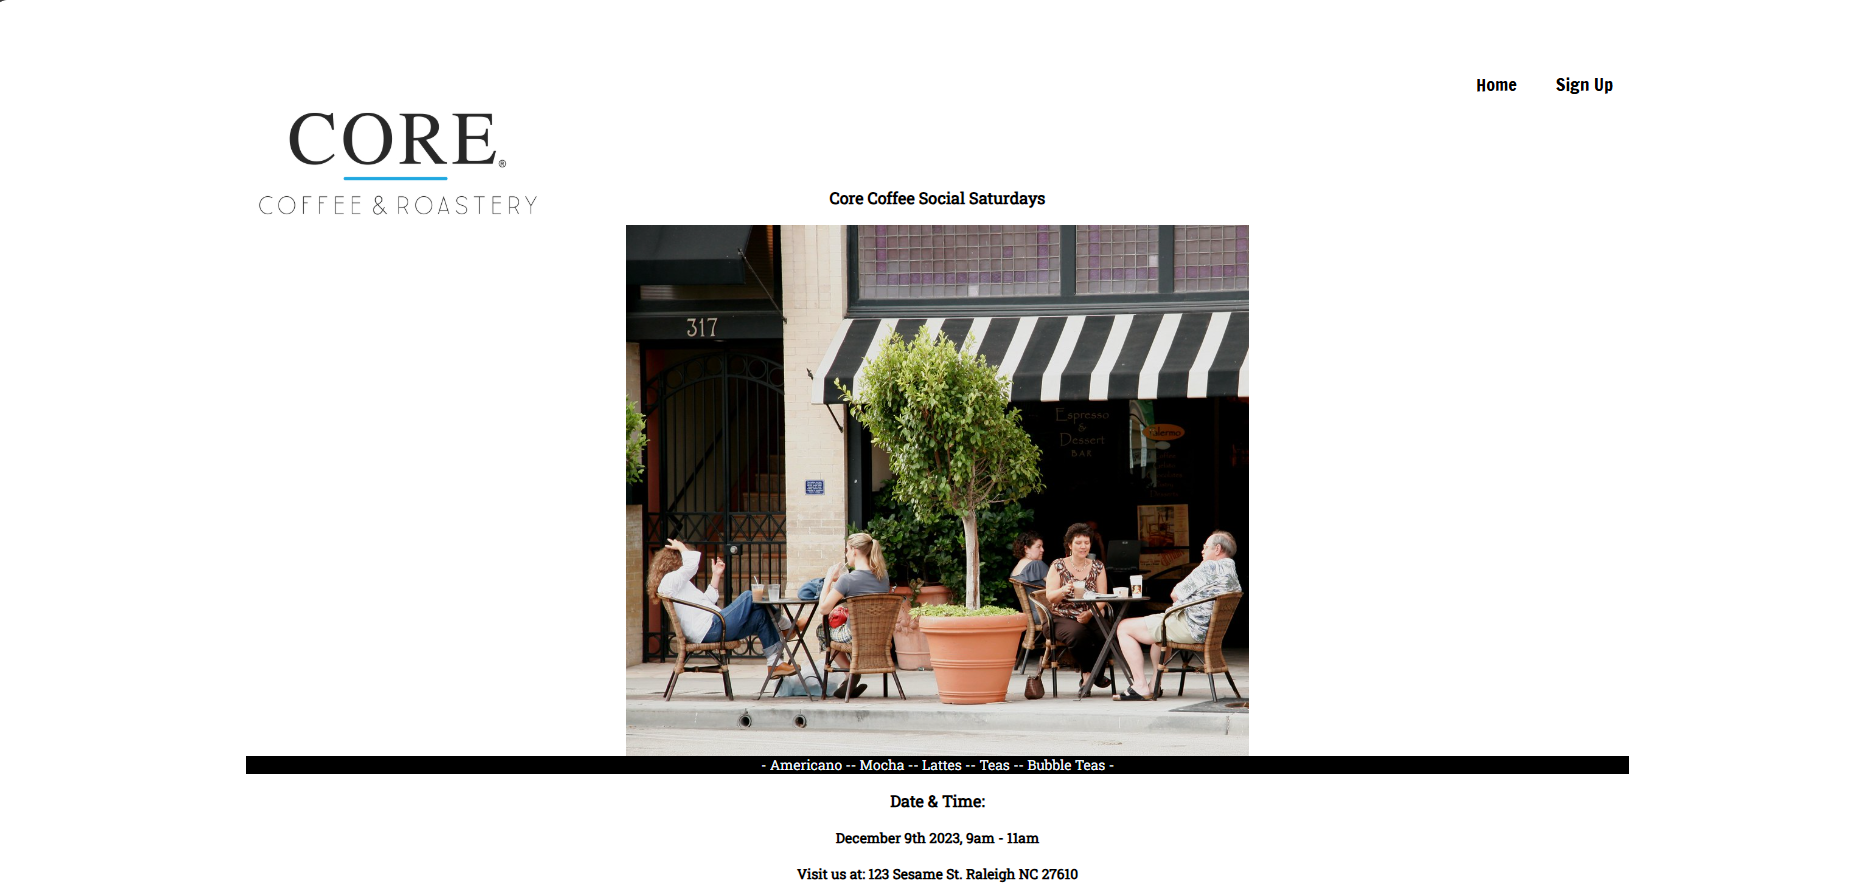 Home Sign Up
CORE®
COFFEE & ROASTERY
Core Coffee Social Saturdays
317
Espresso
&
Dessert
BAR
- Americano -- Mocha -- Lattes -- Teas -- Bubble Teas -
Date & Time:
December 9th 2023, 9am - 11am
Visit us at: 123 Sesame St. Raleigh NC 27610